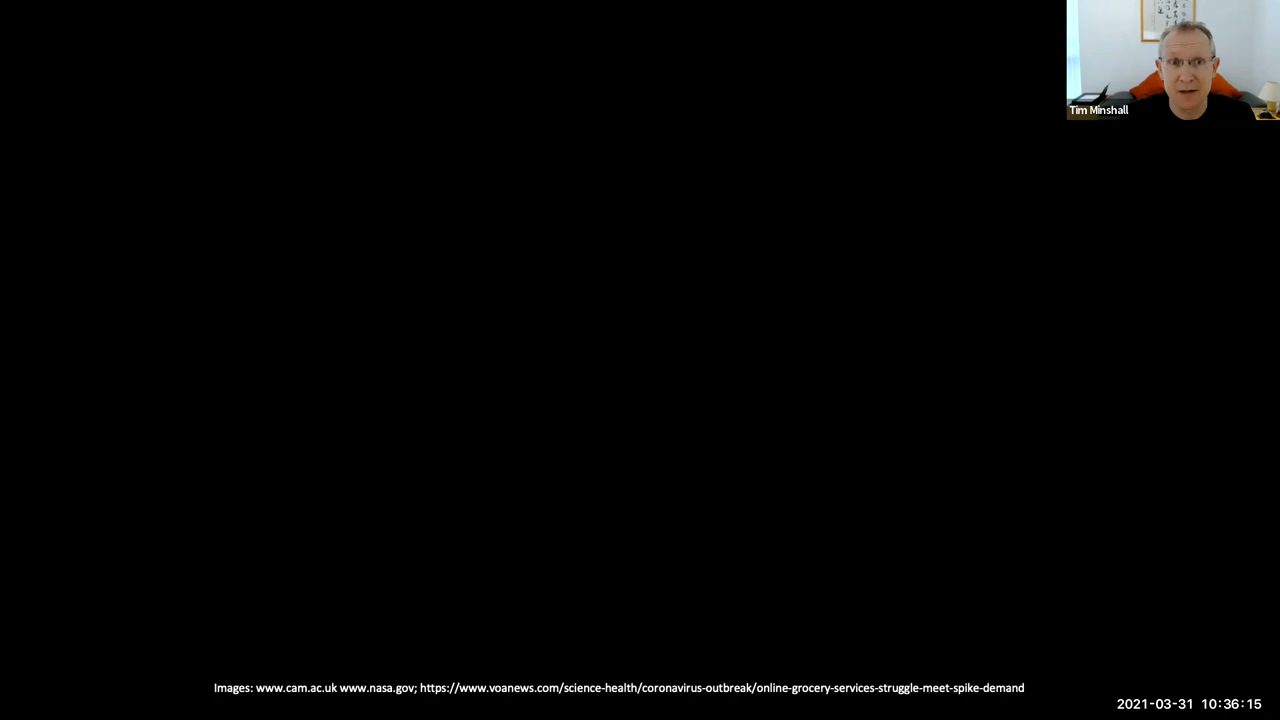 Tim Minshall
Images: www.cam.ac.uk www.nasa.gov; https://www.voanews.com/science-health/coronavirus-outbreak/online-grocery-services-struggle-meet-spike-demand
2021-03-31 10:36:15